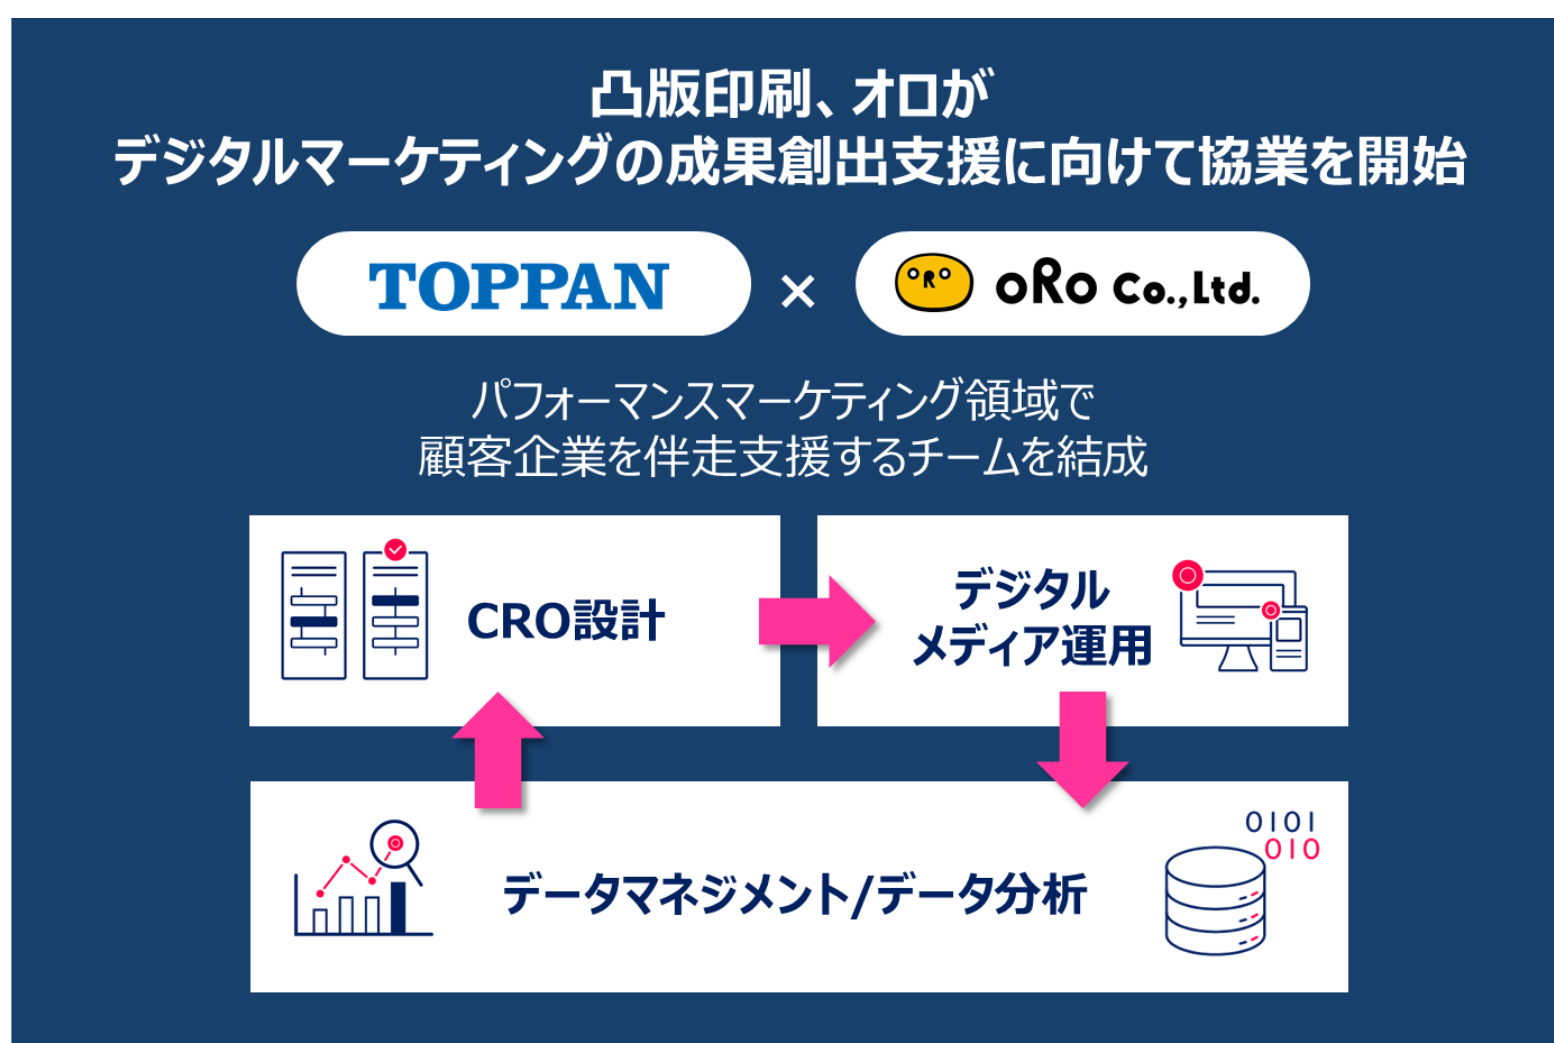 凸版印刷、オロが
デジタルマーケティングの成果創出支援に向けて協業を開始
TOPPAN × oRo oRo Co.,Ltd.
パフォーマンスマーケティング領域で
顧客企業を伴走支援するチームを結成
CRO設計
デジタル
メディア運用
0101
010
データマネジメント/データ分析